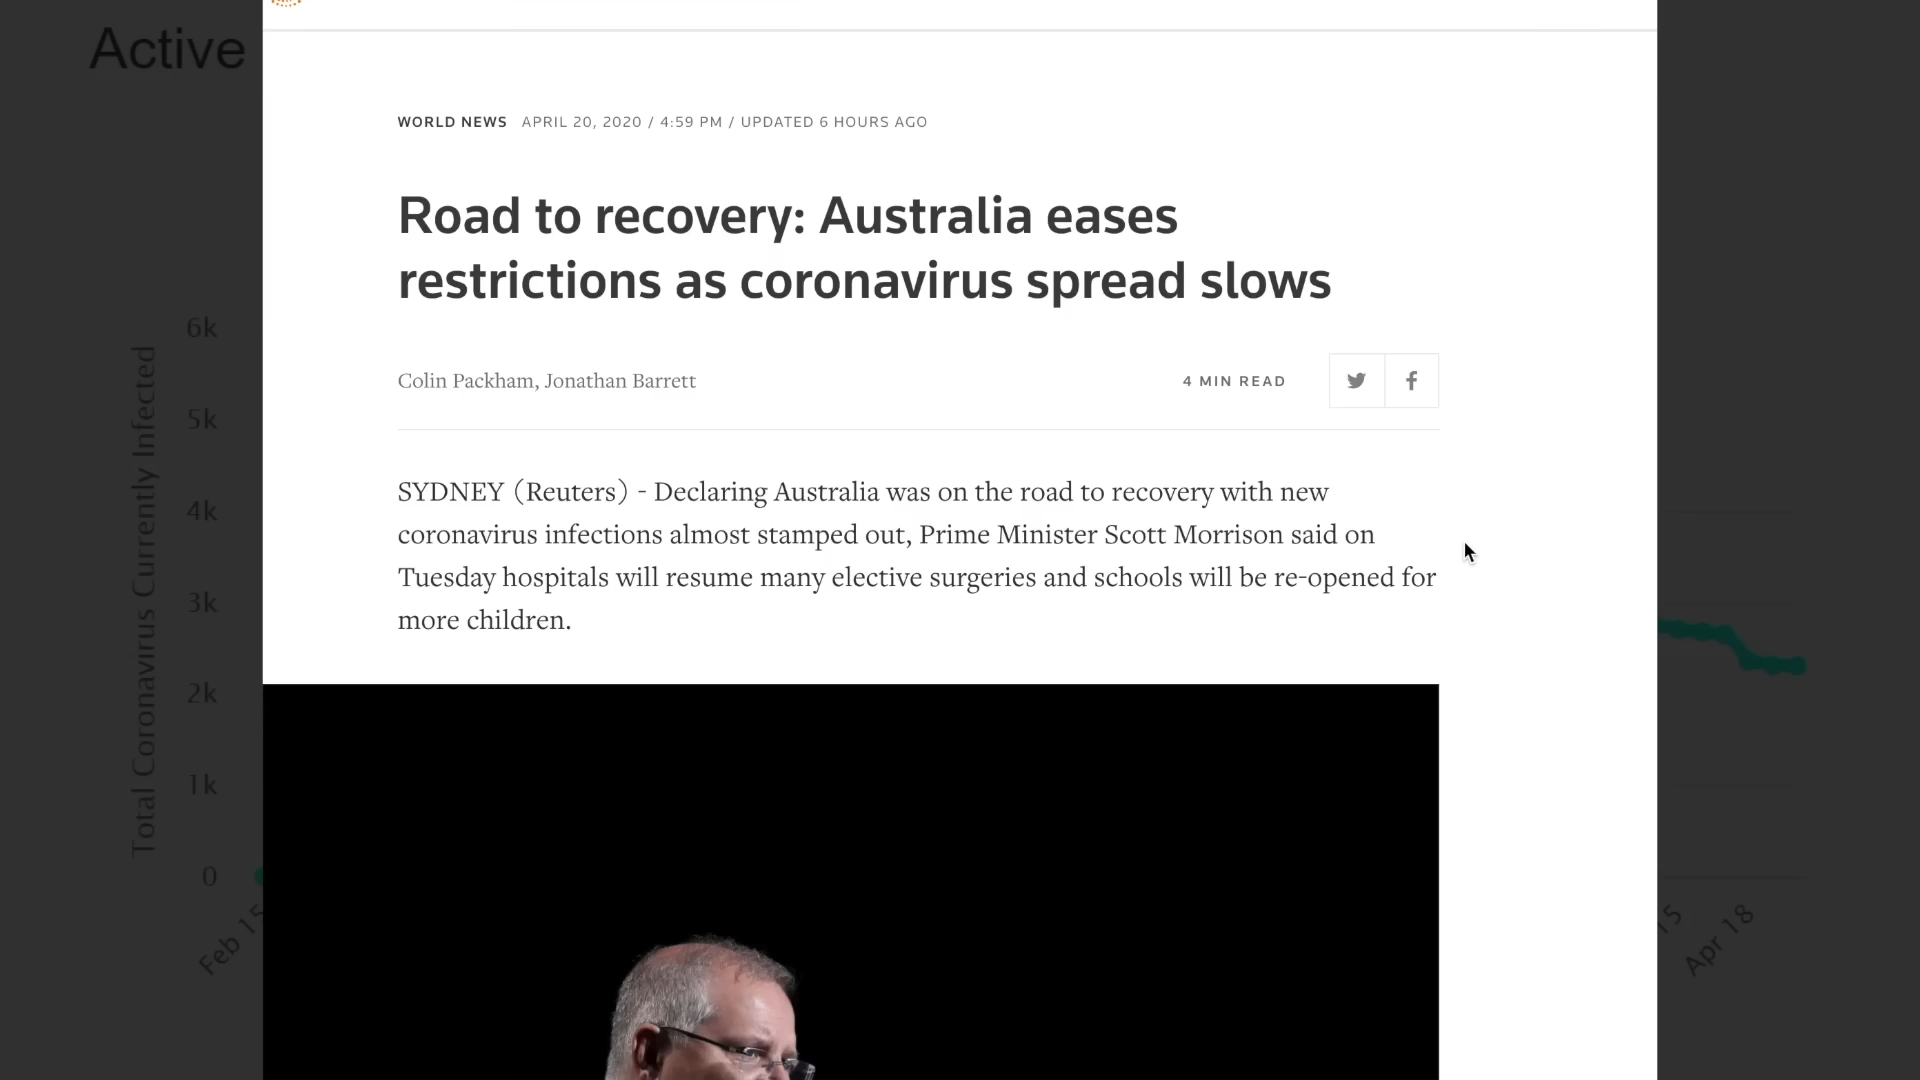 Active
WORLD NEWS APRIL 20, 2020 / 4:59 PM / UPDATED 6 HOURS AGO
Road to recovery: Australia eases
restrictions as coronavirus spread slows
Colin Packham, Jonathan Barrett
4 MIN READ
SYDNEY (Reuters) - Declaring Australia was on the road to recovery with new
coronavirus infections almost stamped out, Prime Minister Scott Morrison said on
Tuesday hospitals will resume many elective surgeries and schools will be re-opened for
more children.
Total Coronavirus Currently Infected
6k
5k
4k
3k
2k
1k
0
Feb 15
15
Apr 18